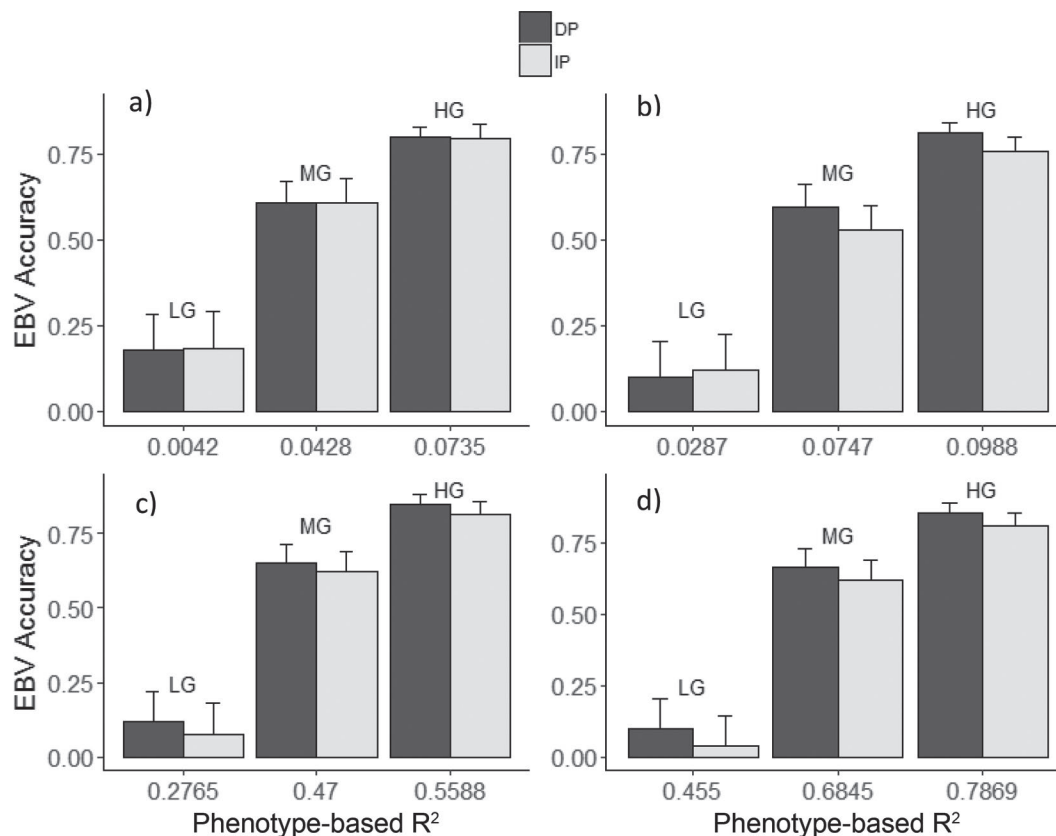 DP
IP
a)
HG
MG
LG
0.75
0.50
0.25
0.00
0.0042 0.0428 0.0735
b)
HG
MG
LG
0.75
0.50
0.25
0.00
0.0287 0.0747 0.0988
EBV Accuracy
c)
HG
MG
LG
0.75
0.50
0.25
0.00
0.2765 0.47 0.5588
Phenotype-based R²
EBV Accuracy
d)
HG
MG
LG
0.75
0.50
0.25
0.00
0.455 0.6845 0.7869
Phenotype-based R²